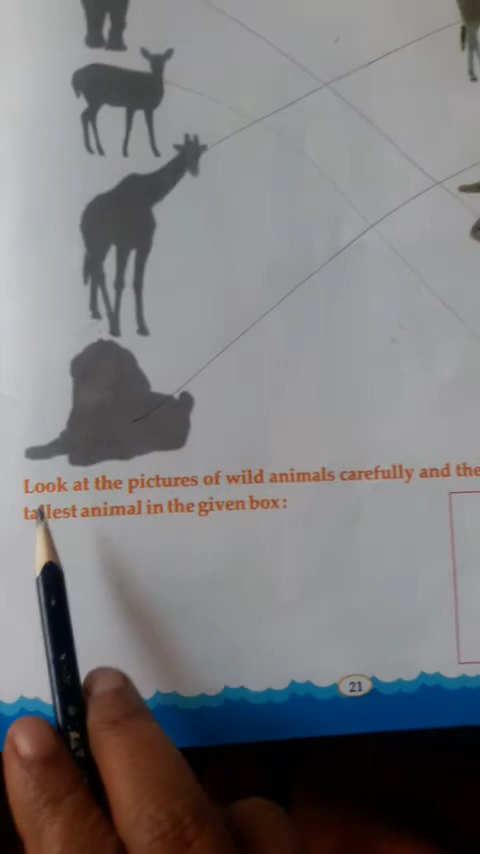 Look at the pictures of wild animals carefully and the
tallest animal in the given box:
21